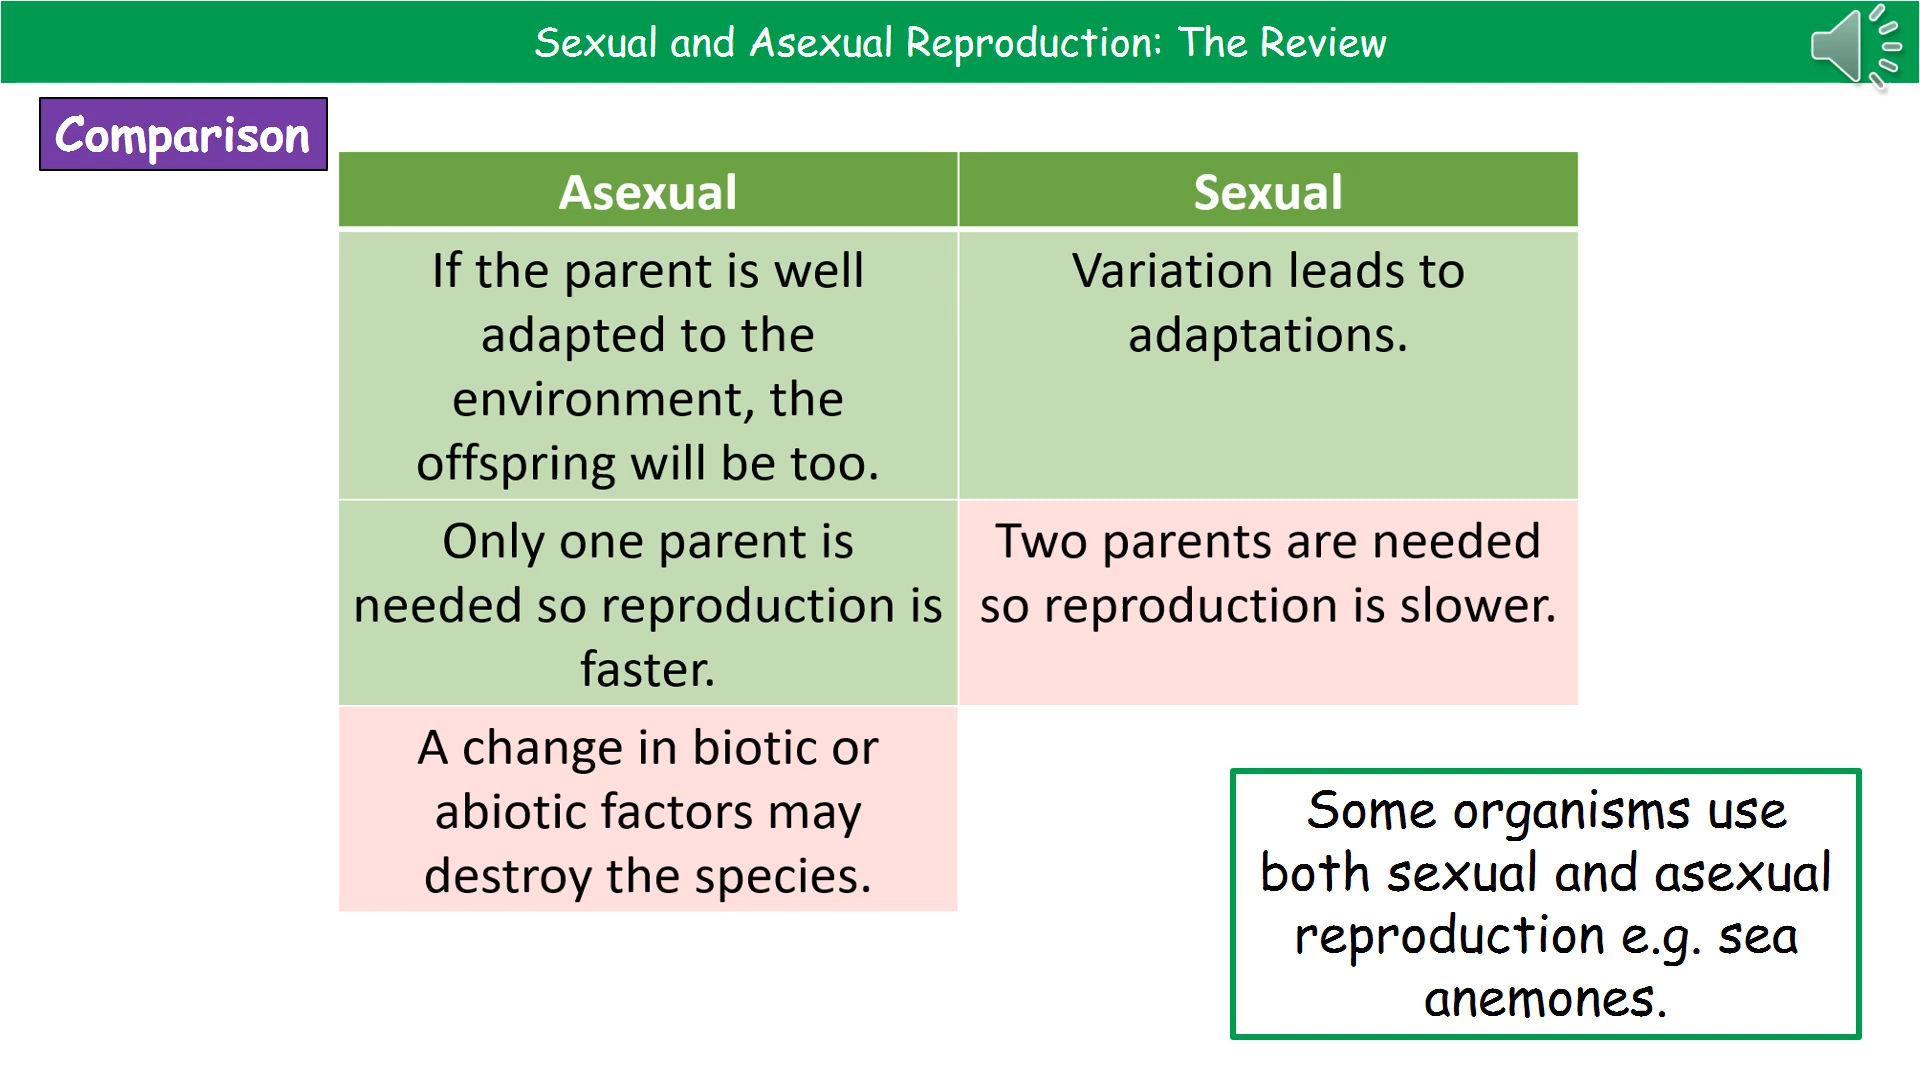 Sexual and Asexual Reproduction: The Review
Comparison
Asexual
Sexual
If the parent is well
adapted to the
environment, the
offspring will be too.
Variation leads to
adaptations.
Only one parent is
needed so reproduction is
faster.
Two parents are needed
so reproduction is slower.
A change in biotic or
abiotic factors may
destroy the species.
Some organisms use
both sexual and asexual
reproduction e.g. sea
anemones.